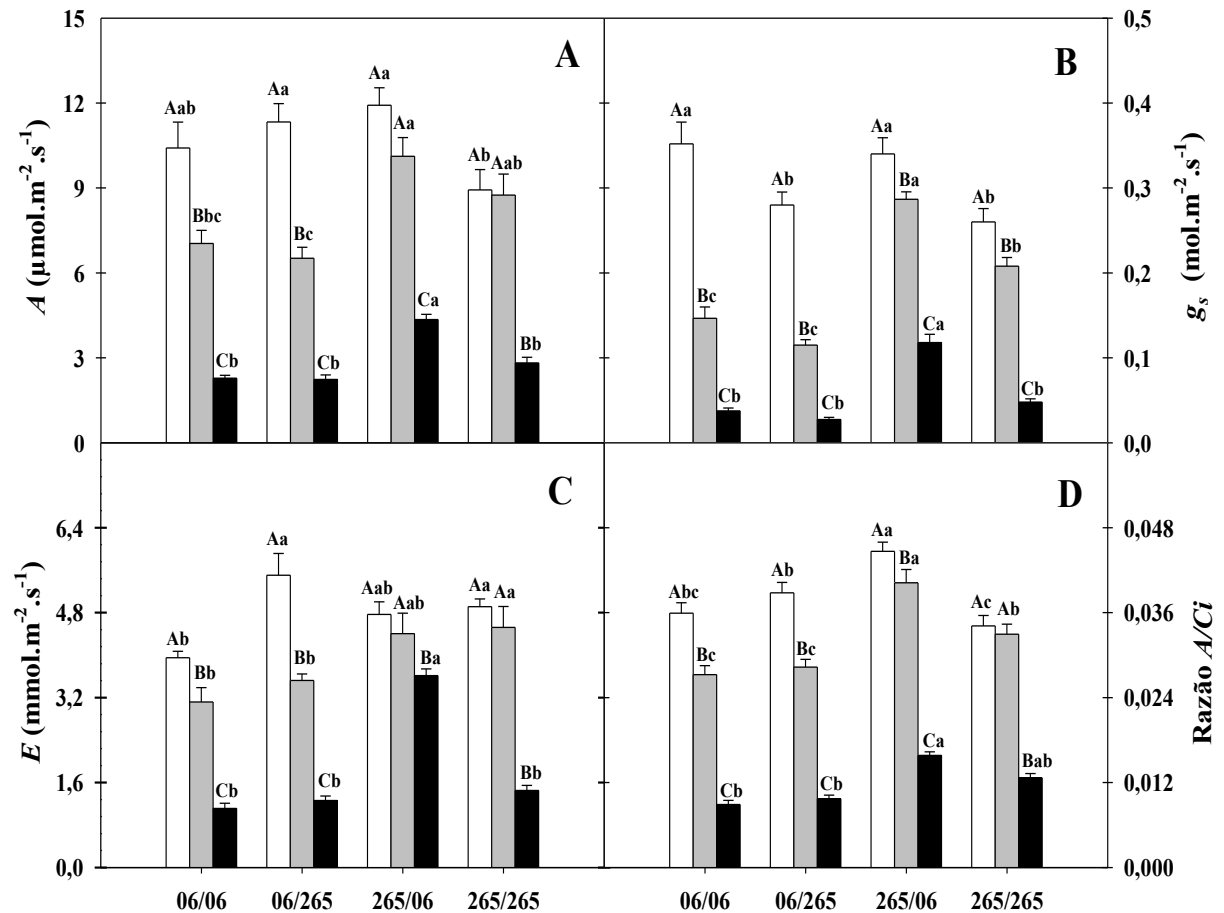 15
12
9
6
3
0
A (μmol.m⁻².s⁻¹)
A
Aab
Bbc
Cb
Aa
Bc
Cb
Aa
Aa
Ca
Ab
Aab
Bb
B
Aa
Bc
Cb
Ab
Bc
Cb
Aa
Ba
Ca
Ab
Bb
Cb
0,5
0,4
0,3
0,2
0,1
0,0
gₛ (mol.m⁻².s⁻¹)
6,4
4,8
3,2
1,6
0,0
E (mmol.m⁻².s⁻¹)
C
Ab
Bb
Cb
Aa
Bb
Cb
Aab
Aab
Ba
Aa
Aa
Bb
D
Abc
Bc
Cb
Ab
Bc
Cb
Aa
Ba
Ca
Ac
Ab
Bab
0,048
0,036
0,024
0,012
0,000
Razão A/Ci
06/06 06/265 265/06 265/265
06/06 06/265 265/06 265/265